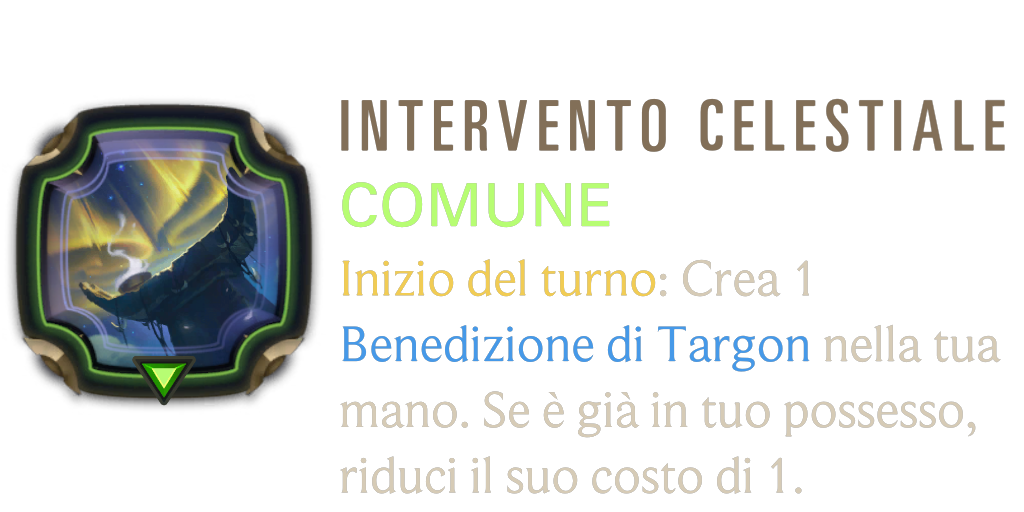 INTERVENTO CELESTIALE
COMUNE
Inizio del turno: Crea 1
Benedizione di Targon nella tua
mano. Se è già in tuo possesso,
riduci il suo costo di 1.